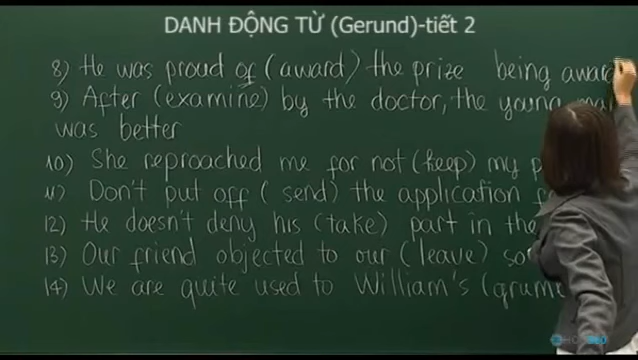 DANH ĐỘNG TỪ (Gerund)-tiết 2
8) He was proud of (award) the prize being award
9) After (examine) by the doctor, the young
was better
10) She reproached me for not (keep) my
11) Don't put off (send) the application
12) He doesn't deny his (take) part in the
13) Our friend objected to our (leave)
14) We are quite used to William's